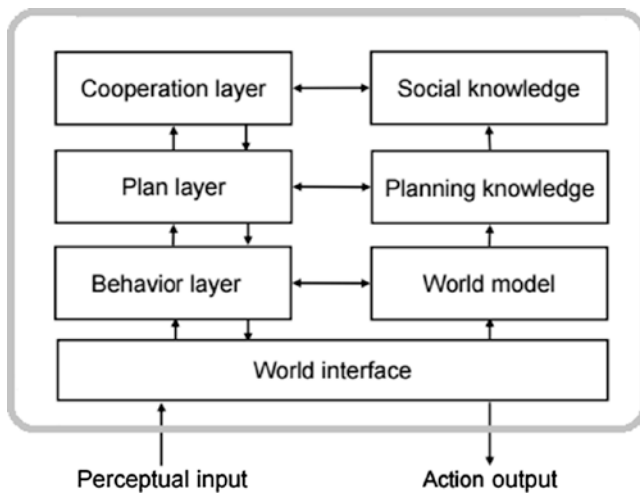 Cooperation layer
Social knowledge
Plan layer
Planning knowledge
Behavior layer
World model
World interface
Perceptual input
Action output